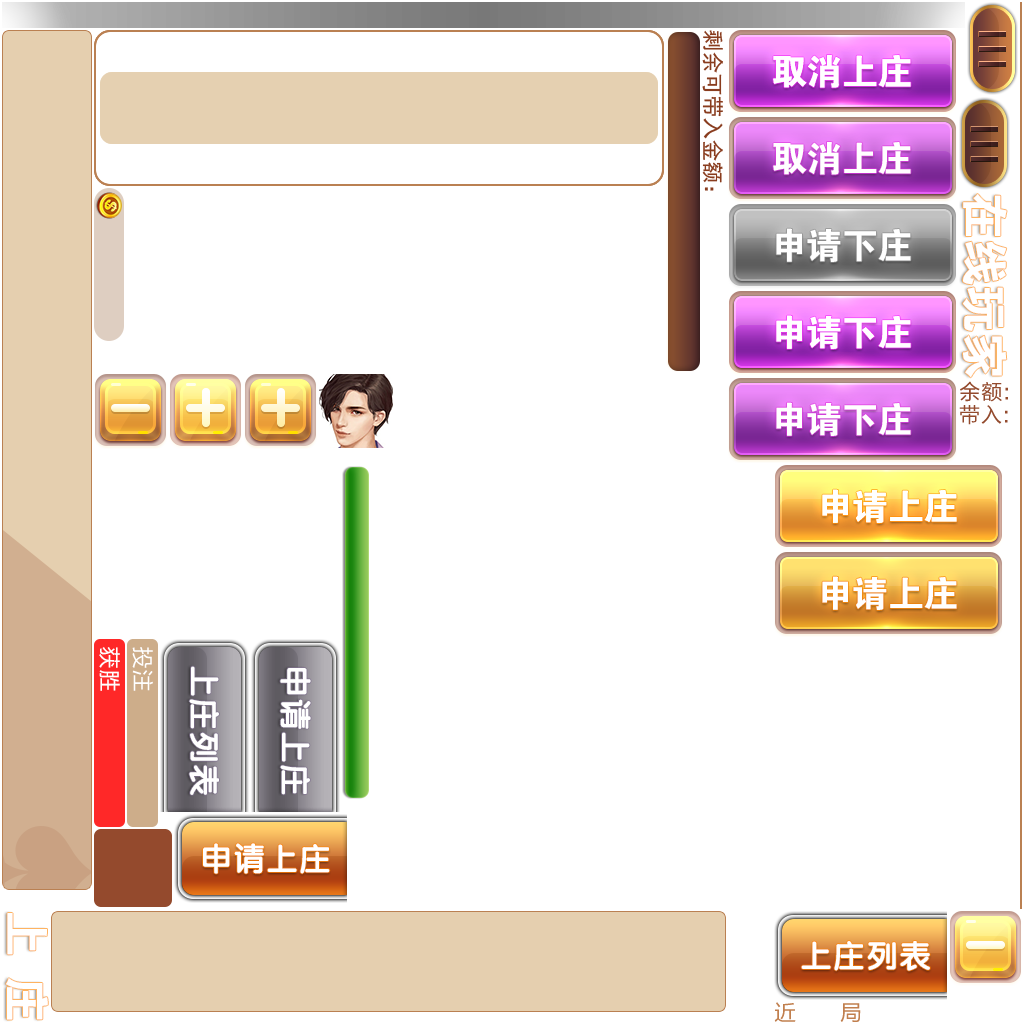 剩余可带入金额:
取消上庄
取消上庄
申请下庄
申请下庄
申请下庄
在线玩家
余额:
带入:
申请上庄
申请上庄
获胜
投注
上庄列表
申请上庄
申请上庄
上庄
上庄列表
近 局